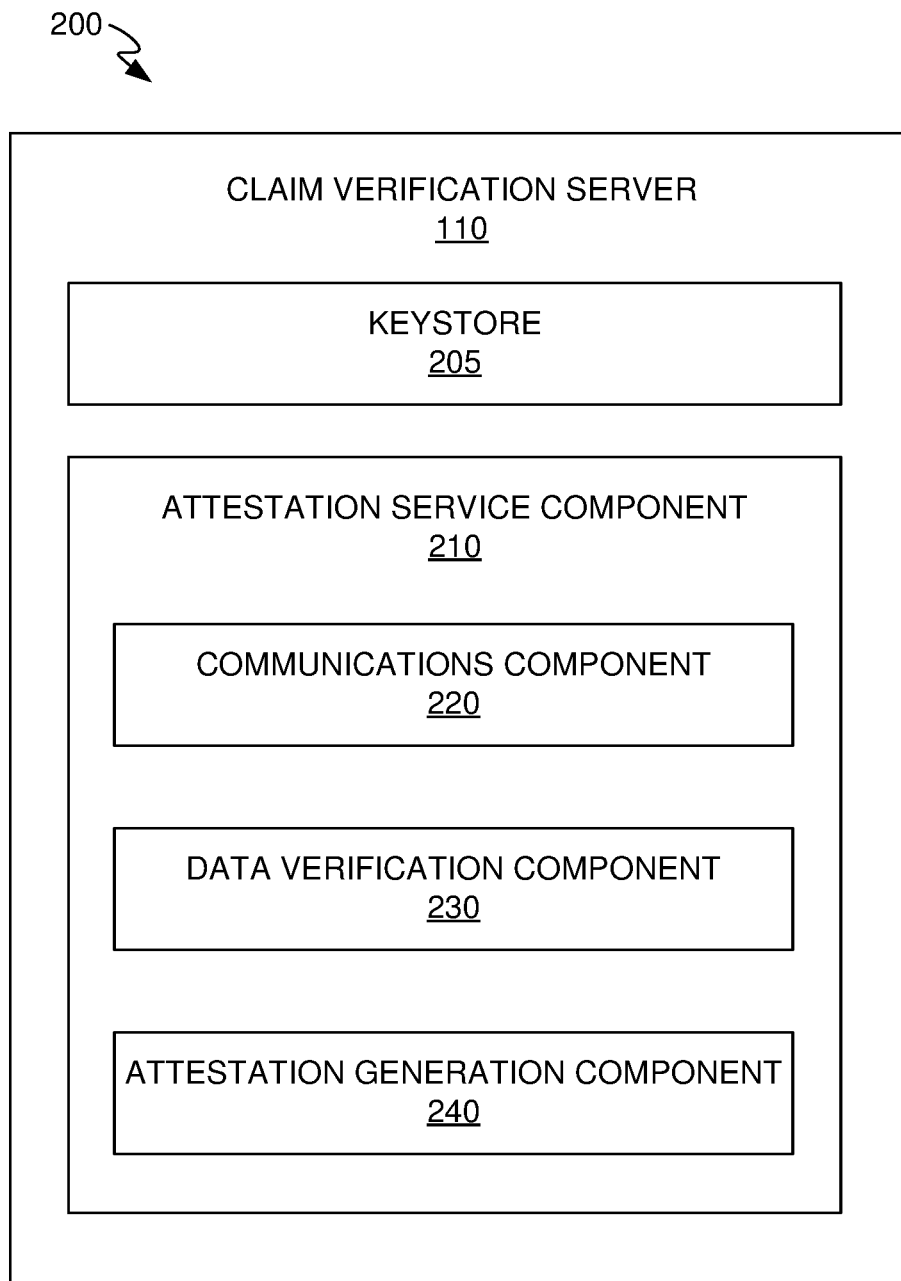 200
CLAIM VERIFICATION SERVER
110
KEYSTORE
205
ATTESTATION SERVICE COMPONENT
210
COMMUNICATIONS COMPONENT
220
DATA VERIFICATION COMPONENT
230
ATTESTATION GENERATION COMPONENT
240